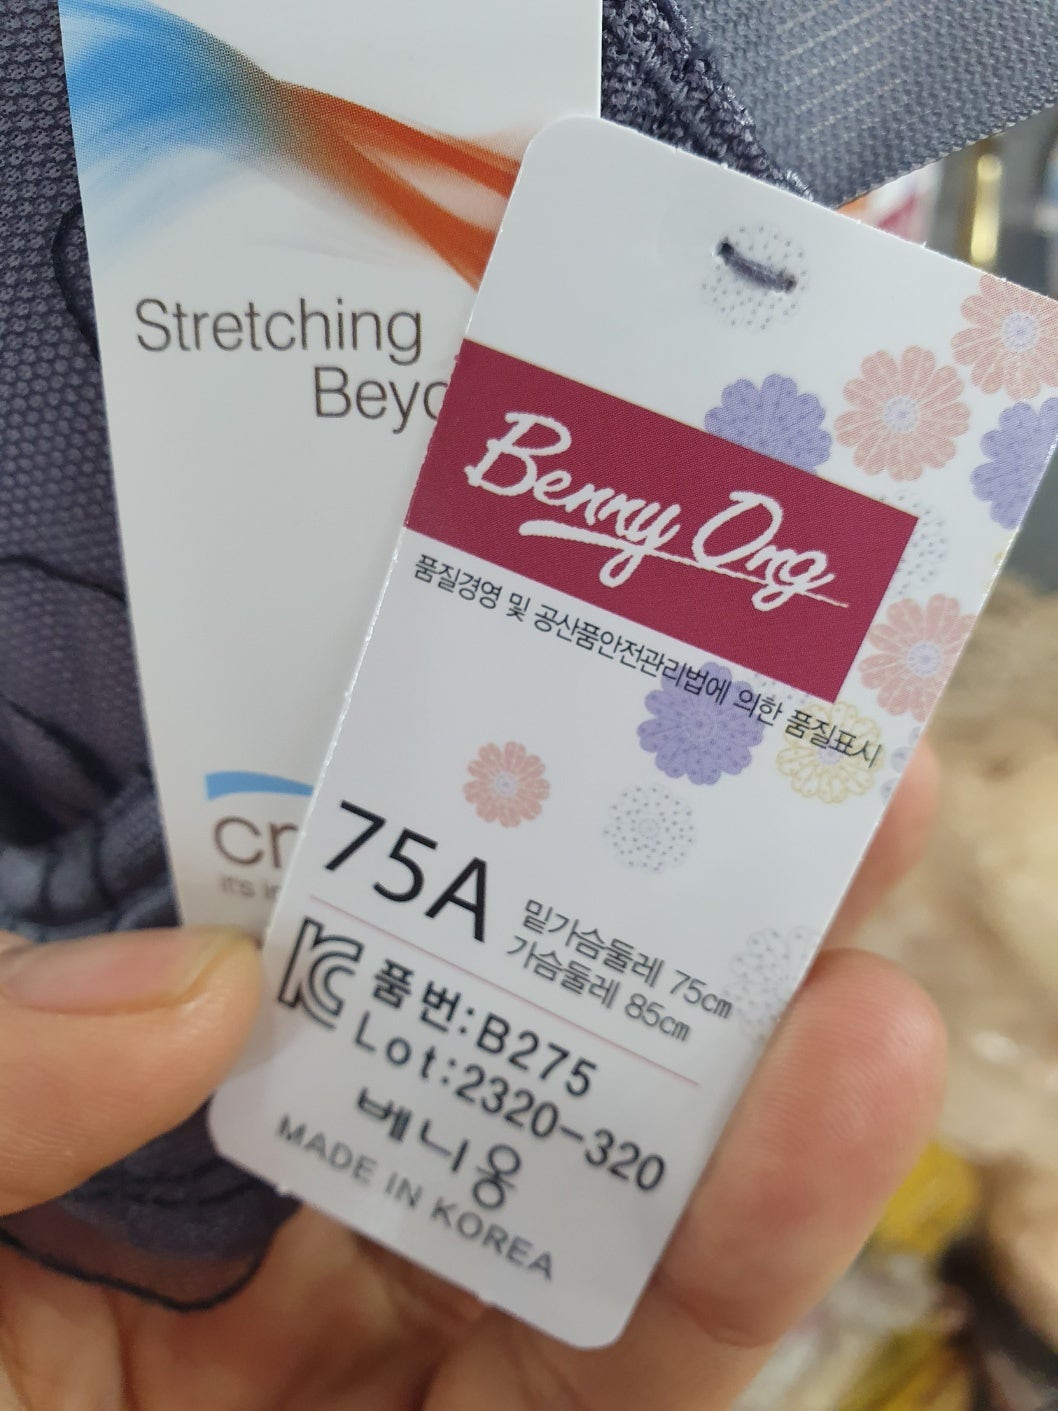 Stretching
Benny Ong
품질경영 및 공산품안전관리법에 의한 품질표시
75A
밑가슴둘레 75cm
가슴둘레 85cm
품번:B275
Lot:2320-320
베니옹
MADE IN KOREA